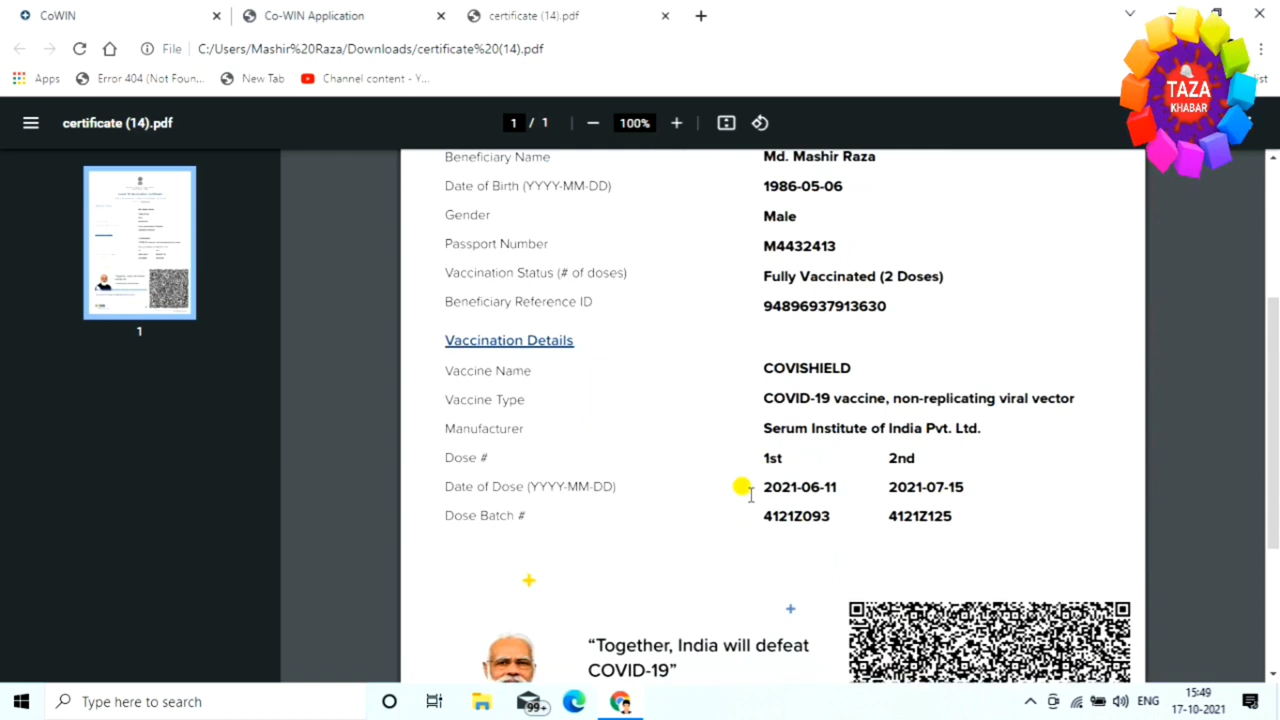 CoWIN
Co-WIN Application
certificate (14).pdf
File C:/Users/Mashir%20Raza/Downloads/certificate%20(14).pdf
Apps Error 404 (Not Foun... New Tab Channel content - Y...
TAZA
KHABAR
certificate (14).pdf 1 / 1 100%
Beneficiary Name Md. Mashir Raza
Date of Birth (YYYY-MM-DD) 1986-05-06
Gender Male
Passport Number M4432413
Vaccination Status (# of doses) Fully Vaccinated (2 Doses)
Beneficiary Reference ID 94896937913630
Vaccination Details
Vaccine Name COVISHIELD
Vaccine Type COVID-19 vaccine, non-replicating viral vector
Manufacturer Serum Institute of India Pvt. Ltd.
Dose # 1st 2nd
Date of Dose (YYYY-MM-DD) 2021-06-11 2021-07-15
Dose Batch # 4121Z093 4121Z125
1
“Together, India will defeat
COVID-19”
Type here to search
99+
ENG
15:49
17-10-2021